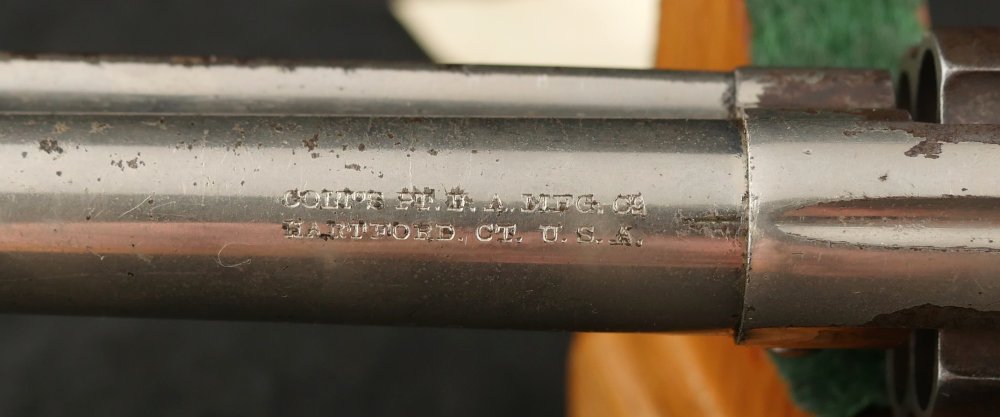 COLT'S PT. F. A. MFG. Co
HARTFORD. CT. U. S. A.